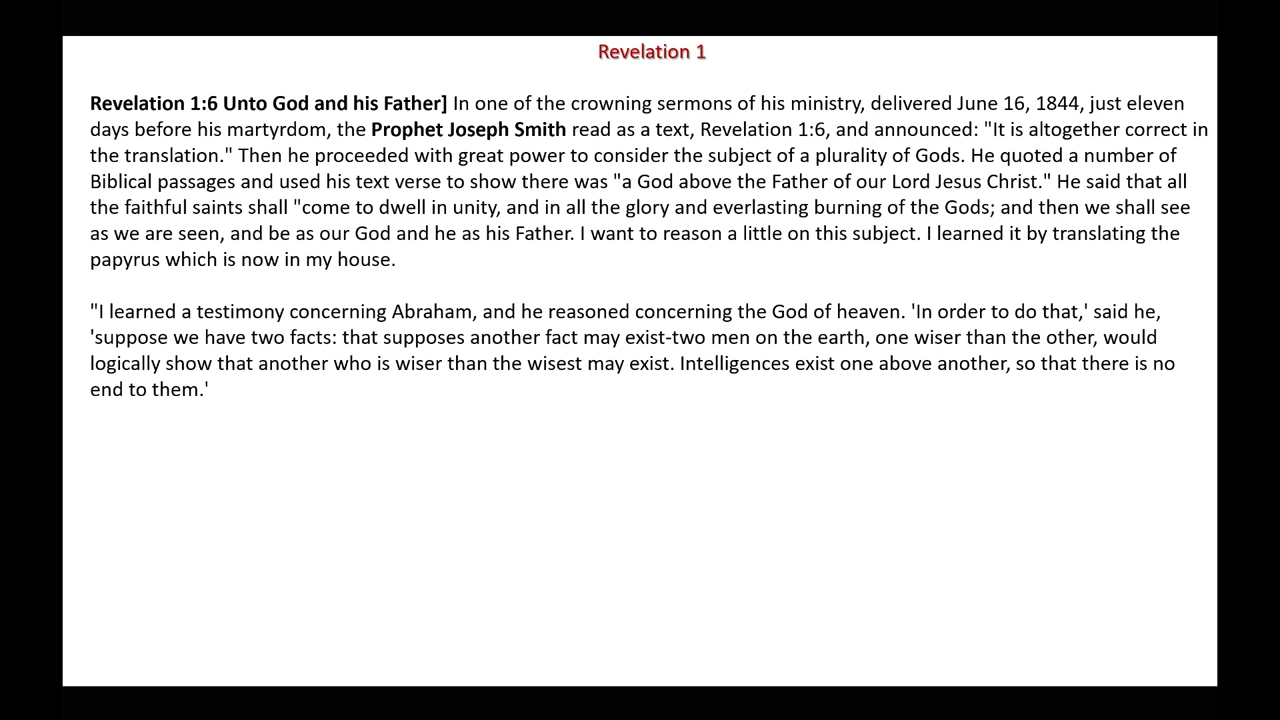 Revelation 1
Revelation 1:6 Unto God and his Father] In one of the crowning sermons of his ministry, delivered June 16, 1844, just eleven
days before his martyrdom, the Prophet Joseph Smith read as a text, Revelation 1:6, and announced: "It is altogether correct in
the translation." Then he proceeded with great power to consider the subject of a plurality of Gods. He quoted a number of
Biblical passages and used his text verse to show there was "a God above the Father of our Lord Jesus Christ." He said that all
the faithful saints shall "come to dwell in unity, and in all the glory and everlasting burning of the Gods; and then we shall see
as we are seen, and be as our God and he as his Father. I want to reason a little on this subject. I learned it by translating the
papyrus which is now in my house.
"I learned a testimony concerning Abraham, and he reasoned concerning the God of heaven. 'In order to do that,' said he,
'suppose we have two facts: that supposes another fact may exist-two men on the earth, one wiser than the other, would
logically show that another who is wiser than the wisest may exist. Intelligences exist one above another, so that there is no
end to them.'